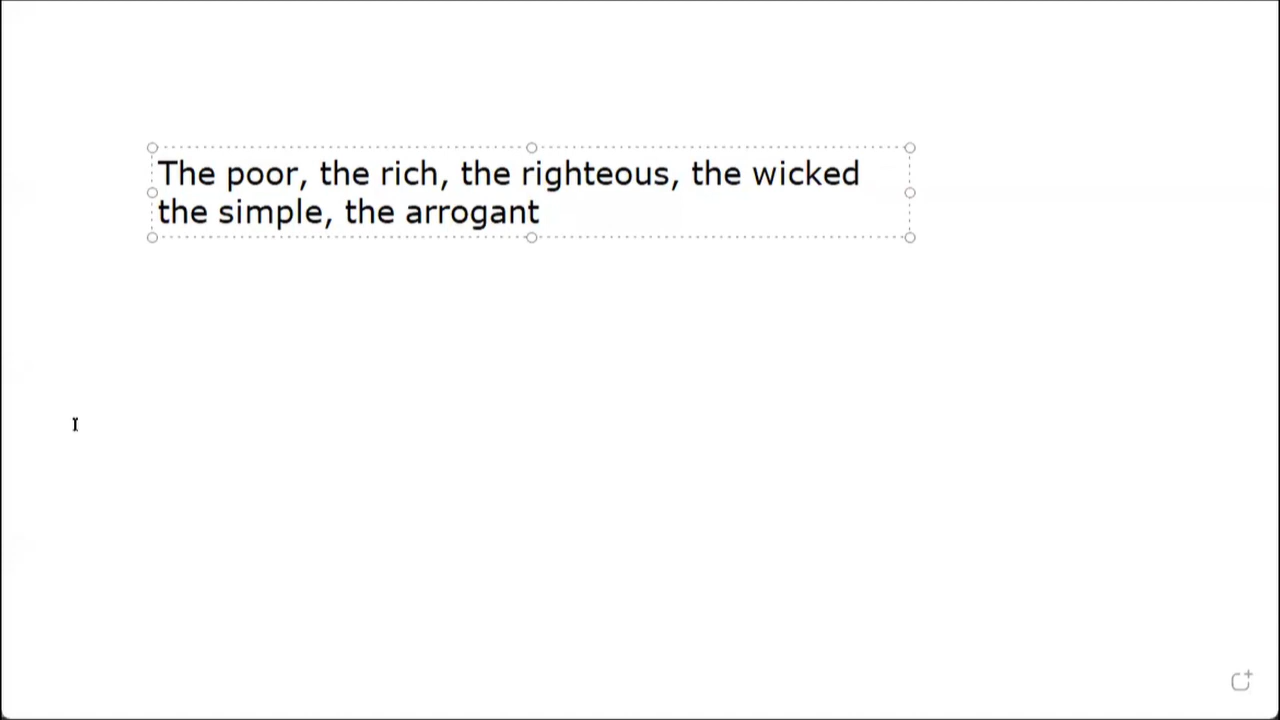 The poor, the rich, the righteous, the wicked
the simple, the arrogant